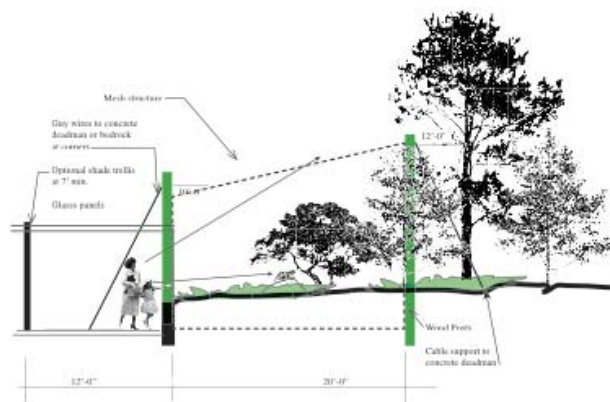 Mesh structure
Guy wires to concrete
deadman or bedrock
at corners
12'-0"
Optional shade trellis
at 7' min.
Glass panels
Wood Posts
Cable support to
concrete deadman
12'-0"
20'-0"